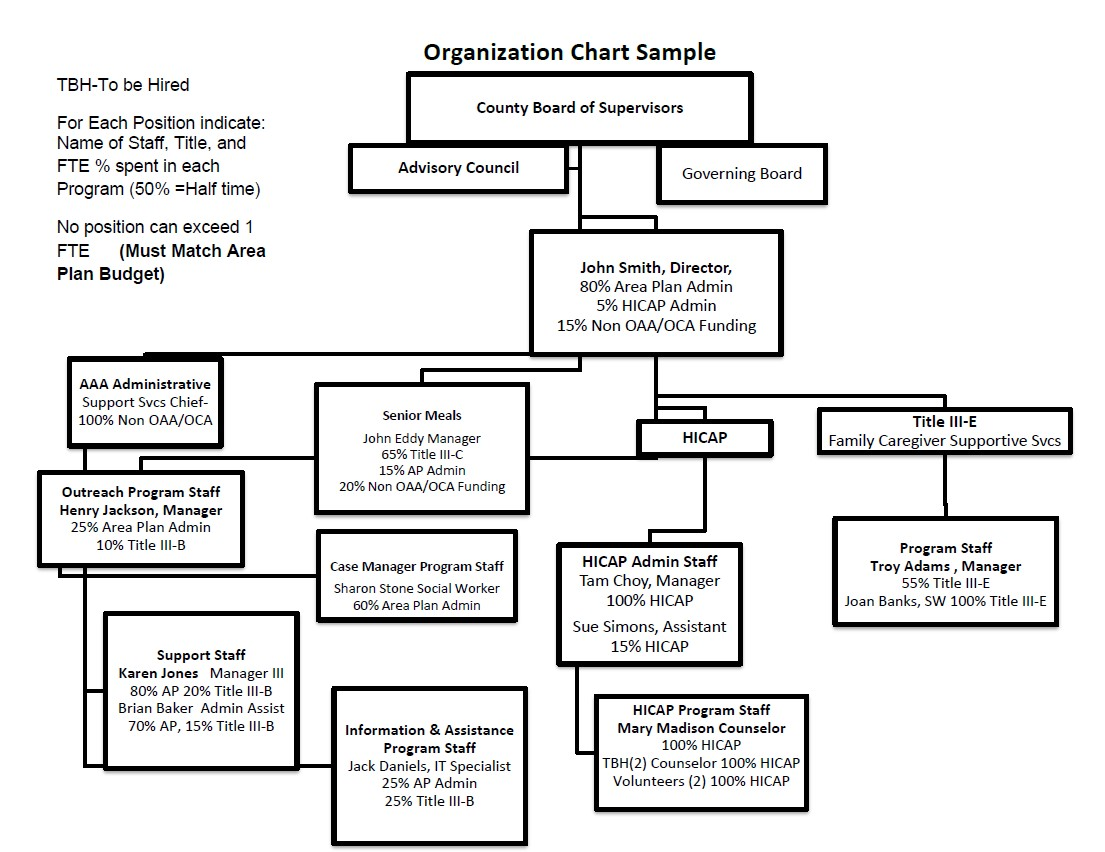 Organization Chart Sample
TBH-To be Hired
For Each Position indicate:
Name of Staff, Title, and
FTE % spent in each
Program (50% =Half time)
No position can exceed 1
FTE (Must Match Area
Plan Budget)
County Board of Supervisors
Advisory Council
Governing Board
John Smith, Director,
80% Area Plan Admin
5% HICAP Admin
15% Non OAA/OCA Funding
AAA Administrative
Support Svcs Chief-
100% Non OAA/OCA
Senior Meals
John Eddy Manager
65% Title III-C
15% AP Admin
20% Non OAA/OCA Funding
HICAP
Title III-E
Family Caregiver Supportive Svcs
Outreach Program Staff
Henry Jackson, Manager
25% Area Plan Admin
10% Title III-B
Case Manager Program Staff
Sharon Stone Social Worker
60% Area Plan Admin
HICAP Admin Staff
Tam Choy, Manager
100% HICAP
Sue Simons, Assistant
15% HICAP
Program Staff
Troy Adams , Manager
55% Title III-E
Joan Banks, SW 100% Title III-E
Support Staff
Karen Jones Manager III
80% AP 20% Title III-B
Brian Baker Admin Assist
70% AP, 15% Title III-B
Information & Assistance
Program Staff
Jack Daniels, IT Specialist
25% AP Admin
25% Title III-B
HICAP Program Staff
Mary Madison Counselor
100% HICAP
TBH(2) Counselor 100% HICAP
Volunteers (2) 100% HICAP